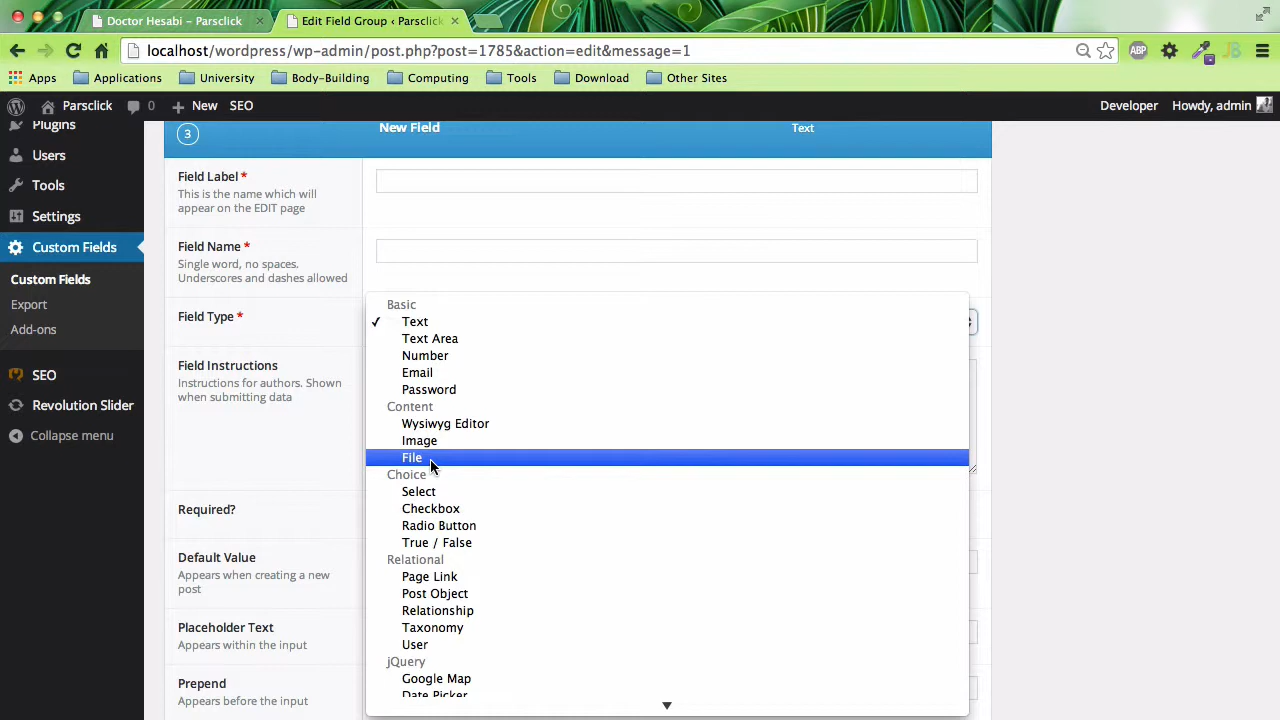 Doctor Hesabi - Parsclick
Edit Field Group ‹ Parsclick
localhost/wordpress/wp-admin/post.php?post=1785&action=edit&message=1
ABP
Apps Applications University Body-Building Computing Tools Download Other Sites
Parsclick 0 New SEO Developer Howdy, admin
Plugins
Users
Tools
Settings
Custom Fields
Custom Fields
Export
Add-ons
SEO
Revolution Slider
Collapse menu
3 New Field Text
Field Label *
This is the name which will
appear on the EDIT page
Field Name *
Single word, no spaces.
Underscores and dashes allowed
Field Type *
Field Instructions
Instructions for authors. Shown
when submitting data
Required?
Default Value
Appears when creating a new
post
Placeholder Text
Appears within the input
Prepend
Appears before the input
Basic
✓ Text
Text Area
Number
Email
Password
Content
Wysiwyg Editor
Image
File
Choice
Select
Checkbox
Radio Button
True / False
Relational
Page Link
Post Object
Relationship
Taxonomy
User
jQuery
Google Map
Date Picker